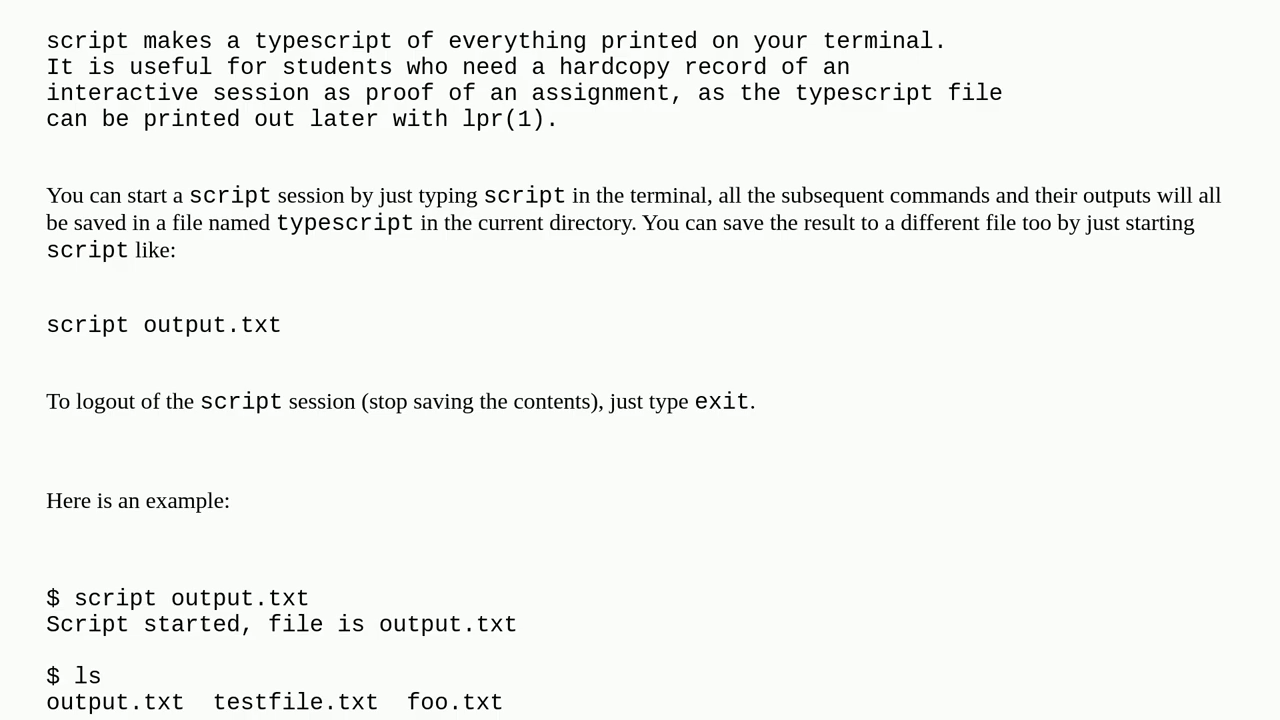 script makes a typescript of everything printed on your terminal.
It is useful for students who need a hardcopy record of an
interactive session as proof of an assignment, as the typescript file
can be printed out later with lpr(1).
You can start a script session by just typing script in the terminal, all the subsequent commands and their outputs will all
be saved in a file named typescript in the current directory. You can save the result to a different file too by just starting
script like:
script output.txt
To logout of the script session (stop saving the contents), just type exit.
Here is an example:
$ script output.txt
Script started, file is output.txt
$ ls
output.txt  testfile.txt  foo.txt